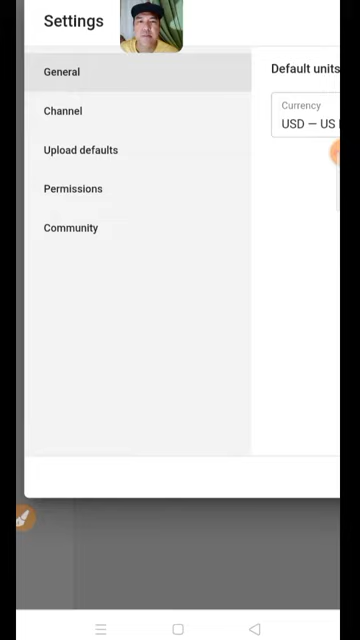 Settings
General
Default units
Channel
Currency
USD — US
Upload defaults
Permissions
Community